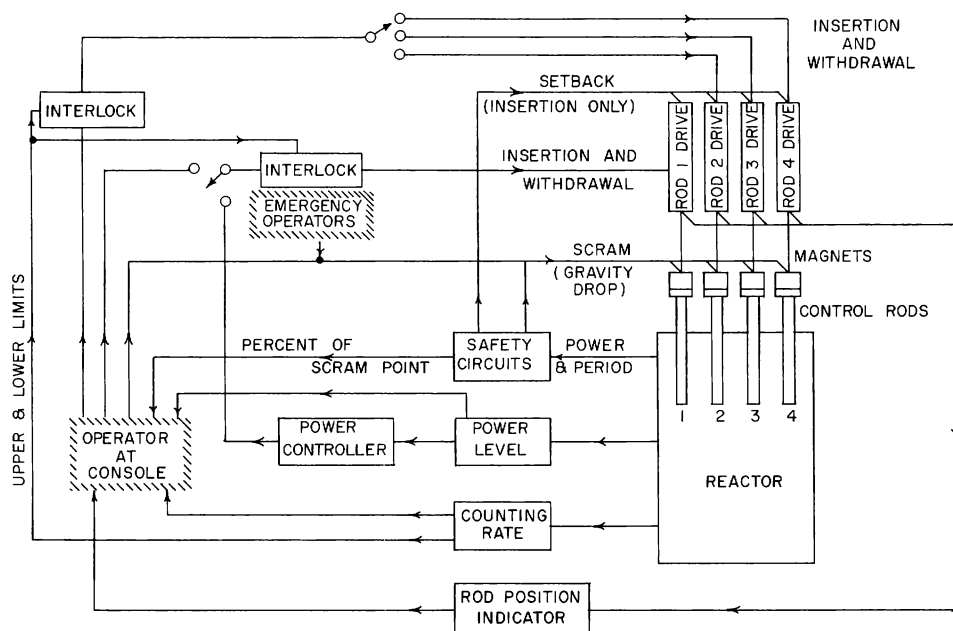 INSERTION
AND
WITHDRAWAL
SETBACK
(INSERTION ONLY)
INTERLOCK
ROD 1 DRIVE
ROD 2 DRIVE
ROD 3 DRIVE
ROD 4 DRIVE
INTERLOCK
INSERTION AND
WITHDRAWAL
EMERGENCY
OPERATORS
SCRAM
(GRAVITY
DROP)
MAGNETS
CONTROL RODS
UPPER & LOWER LIMITS
PERCENT OF
SCRAM POINT
SAFETY
CIRCUITS
POWER
& PERIOD
1 2 3 4
OPERATOR
AT
CONSOLE
POWER
CONTROLLER
POWER
LEVEL
REACTOR
COUNTING
RATE
ROD POSITION
INDICATOR